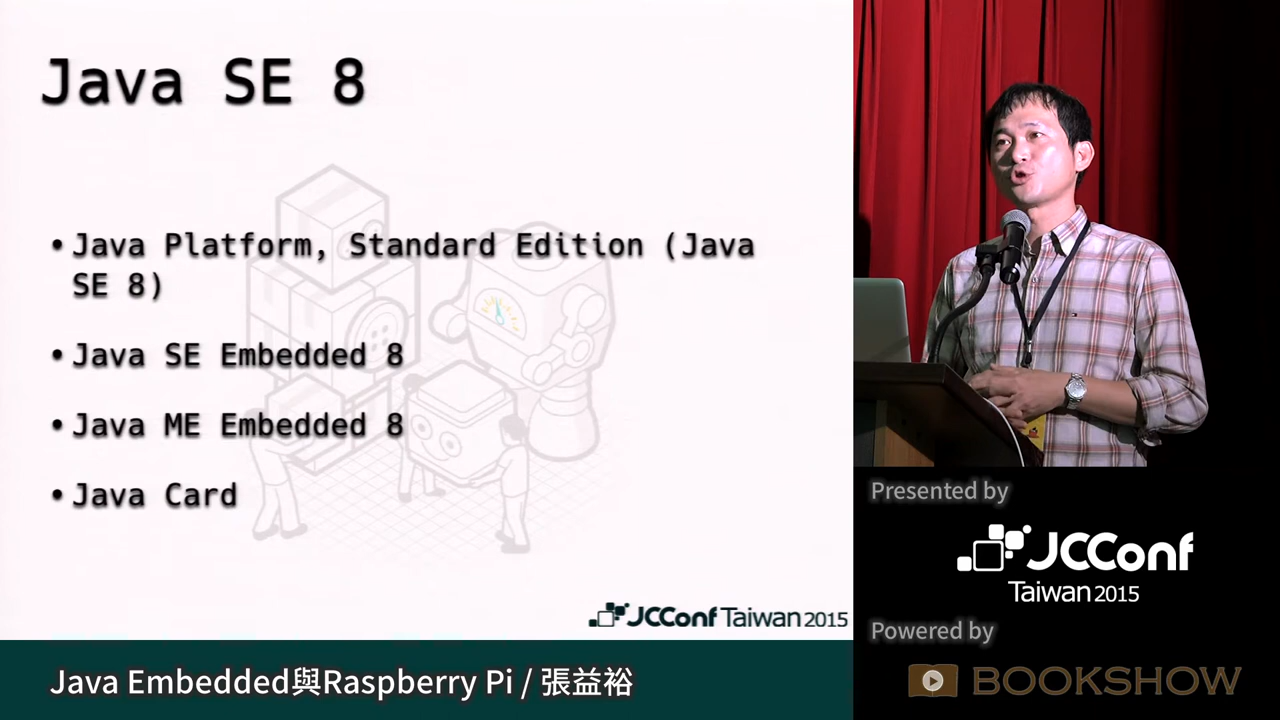 Java SE 8
• Java Platform, Standard Edition (Java
SE 8)
• Java SE Embedded 8
• Java ME Embedded 8
• Java Card
JCConf Taiwan 2015
Java Embedded與Raspberry Pi / 張益裕
Presented by
JCConf
Taiwan 2015
Powered by
BOOKSHOW